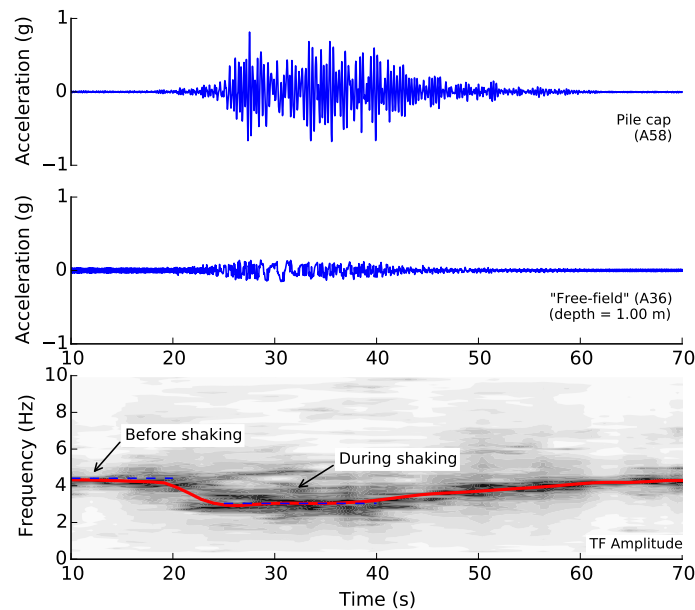 1
0
−1
Acceleration (g)
Pile cap
(A58)
1
0
−1
Acceleration (g)
"Free-field" (A36)
(depth = 1.00 m)
10 20 30 40 50 60 70
10
8
6
4
2
0
Frequency (Hz)
Before shaking
During shaking
TF Amplitude
10 20 30 40 50 60 70
Time (s)